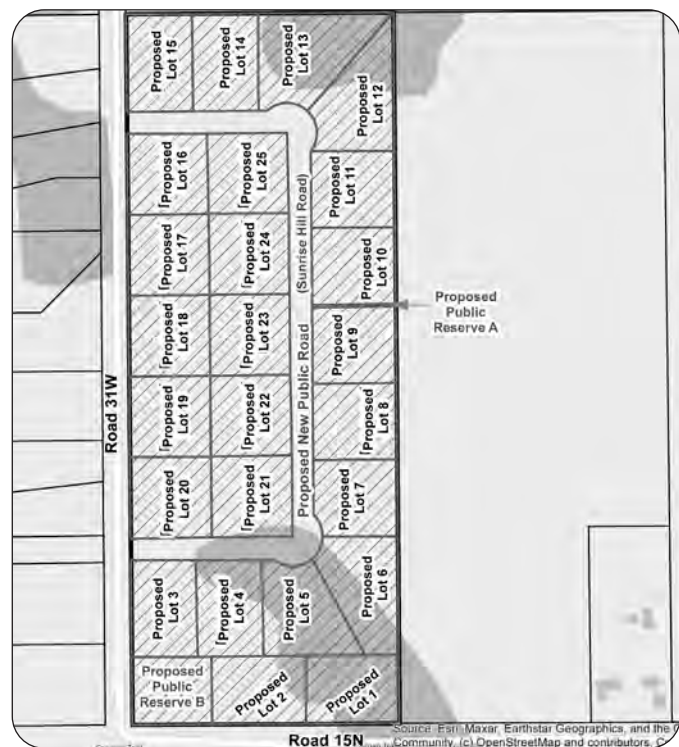 Proposed
Lot 15
Proposed
Lot 14
Proposed
Lot 13
Proposed
Lot 12
Proposed
Lot 16
Proposed
Lot 25
Proposed
Lot 11
Proposed
Lot 17
Proposed
Lot 24
(Sunrise Hill Road)
Proposed
Lot 10
Proposed
Public
Reserve A
Proposed
Lot 18
Proposed
Lot 23
Proposed New Public Road
Proposed
Lot 9
Road 31W
Proposed
Lot 19
Proposed
Lot 22
Proposed
Lot 8
Proposed
Lot 20
Proposed
Lot 21
Proposed
Lot 7
Proposed
Lot 3
Proposed
Lot 4
Proposed
Lot 5
Proposed
Lot 6
Proposed
Public
Reserve B
Proposed
Lot 2
Proposed
Lot 1
Road 15N
Source: Esri, Maxar, Earthstar Geographics, and the
Community, (c) OpenStreetMap and contributors,